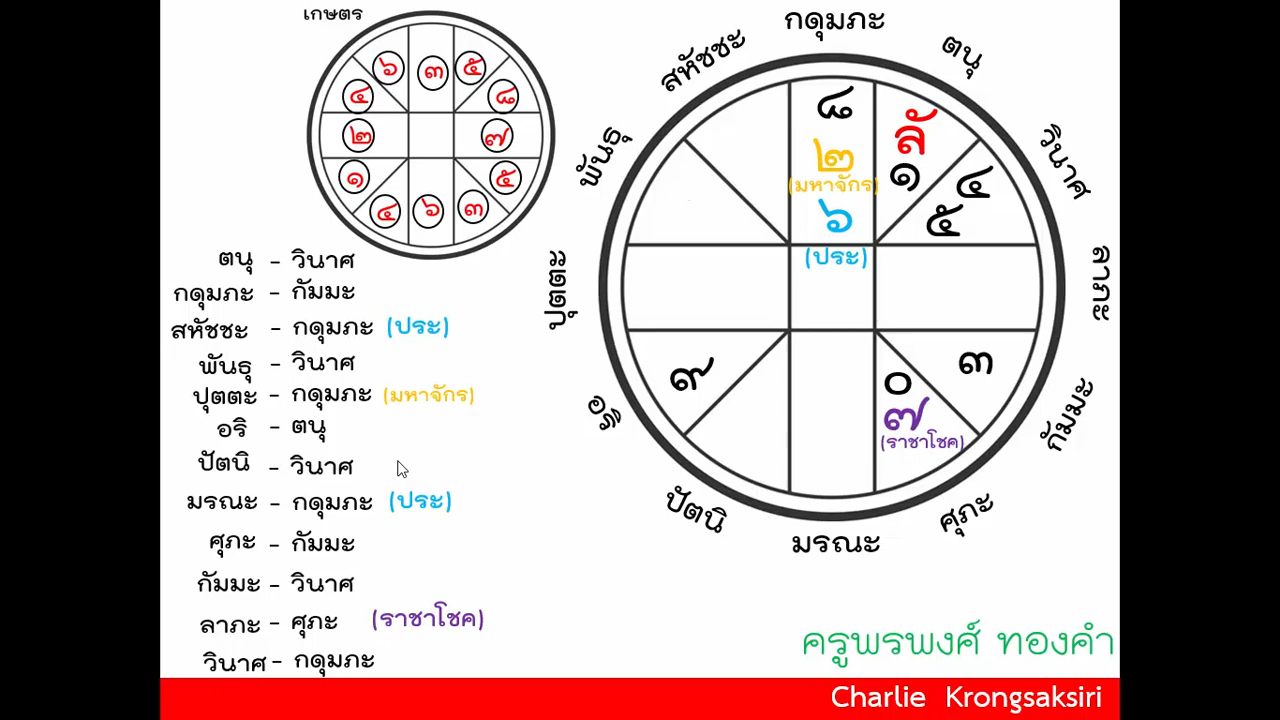 เกษตร
๖ ๓ ๕
๔ ๘
๒ ๗
๑ ๕
๔ ๖ ๓
ตนุ - วินาศ
กดุมภะ - กัมมะ
สหัชชะ - กดุมภะ (ประ)
พันธุ - วินาศ
ปุตตะ - กดุมภะ (มหาจักร)
อริ - ตนุ
ปัตนิ - วินาศ
มรณะ - กดุมภะ (ประ)
ศุภะ - กัมมะ
กัมมะ - วินาศ
ลาภะ - ศุภะ (ราชาโชค)
วินาศ - กดุมภะ
กดุมภะ
สหัชชะ
ตนุ
พันธุ
วินาศ
ปุตตะ
ลาภะ
อริ
กัมมะ
ปัตนิ
มรณะ
ศุภะ
๘
๒
(มหาจักร)
๖
(ประ)
ลั
๑
๔
๕
๙
๓
๐
๗
(ราชาโชค)
ครูพรพงศ์ ทองคำ
Charlie Krongsaksiri